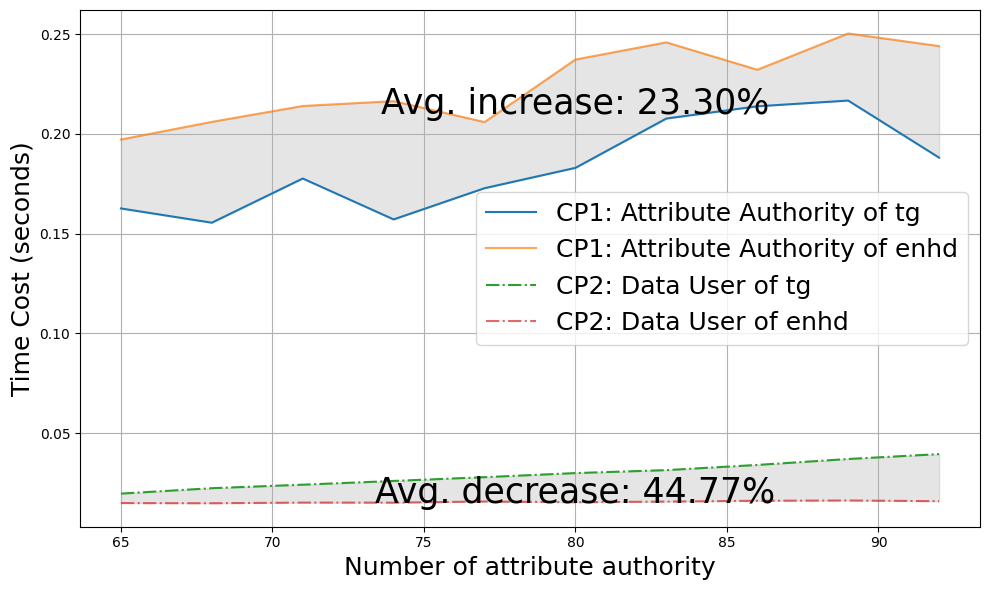 0.25
Avg. increase: 23.30%
0.20
0.15
CP1: Attribute Authority of tg
CP1: Attribute Authority of enhd
CP2: Data User of tg
CP2: Data User of enhd
0.10
0.05
Avg. decrease: 44.77%
65 70 75 80 85 90
Number of attribute authority
Time Cost (seconds)